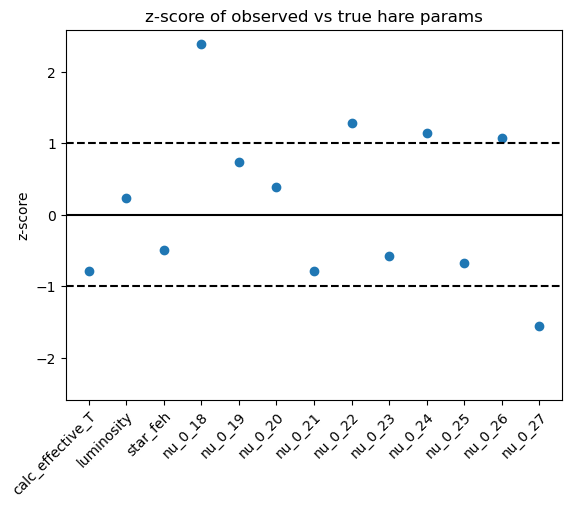 z-score of observed vs true hare params
z-score
2
1
0
−1
−2
calc_effective_T
luminosity
star_feh
nu_0_18
nu_0_19
nu_0_20
nu_0_21
nu_0_22
nu_0_23
nu_0_24
nu_0_25
nu_0_26
nu_0_27